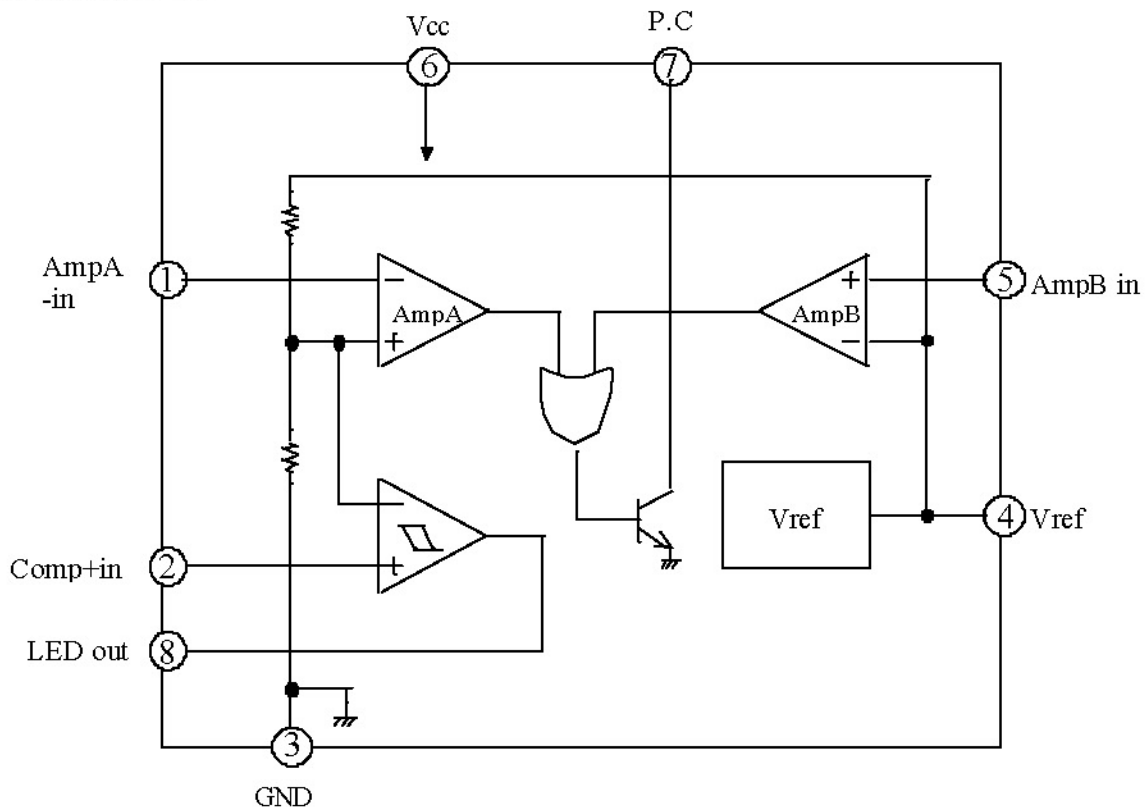 Vcc
P.C
6
7
AmpA
-in
1
−
AmpA
+
+
AmpB
−
5
AmpB in
−
+
Comp+in
2
LED out
8
Vref
4
Vref
3
GND